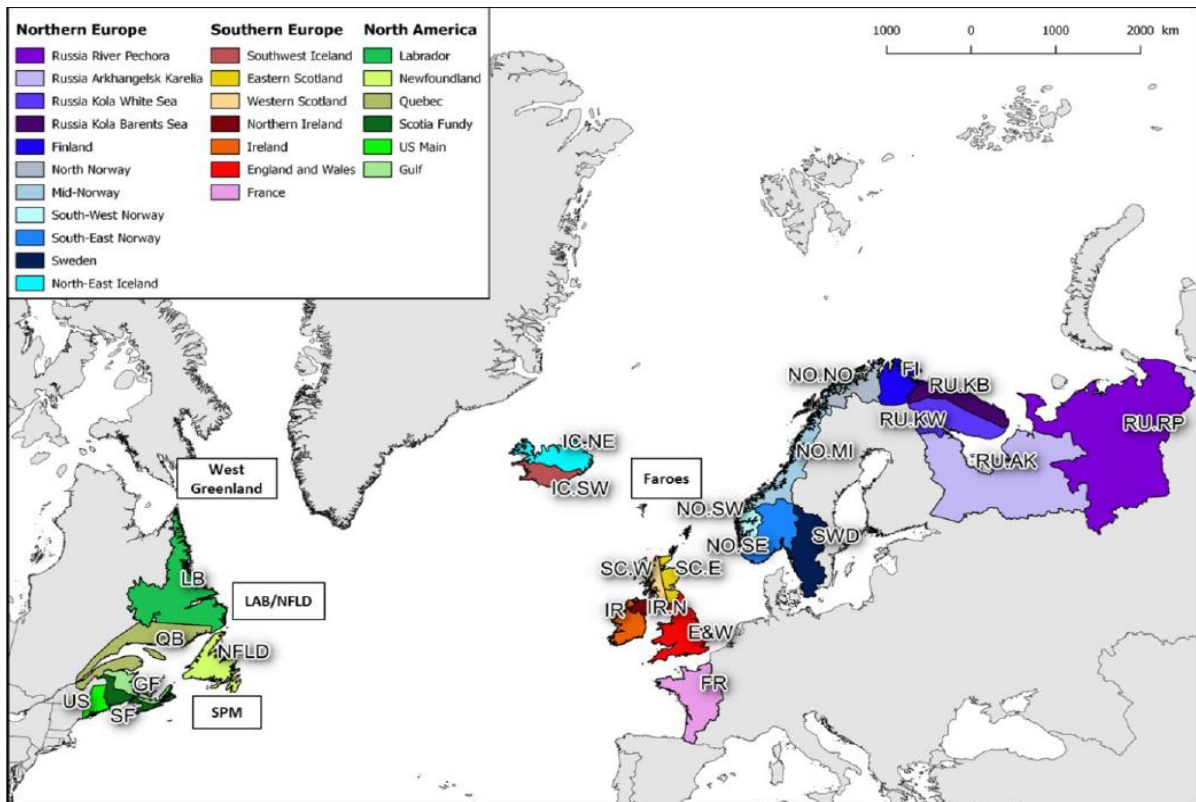 Northern Europe
Russia River Pechora
Russia Arkhangelsk Karelia
Russia Kola White Sea
Russia Kola Barents Sea
Finland
North Norway
Mid-Norway
South-West Norway
South-East Norway
Sweden
North-East Iceland
Southern Europe
Southwest Iceland
Eastern Scotland
Western Scotland
Northern Ireland
Ireland
England and Wales
France
North America
Labrador
Newfoundland
Quebec
Scotia Fundy
US Main
Gulf
1000 0 1000 2000 km
NO.NO
FI
RU.KB
RU.KW
RU.RP
RU.AK
IC.NE
IC.SW
NO.MI
West
Greenland
Faroes
NO.SW
NO.SE
SWD
SC.W
SC.E
LB
LAB/NFLD
IR
IR.N
E&W
QB
NFLD
FR
GF
US
SF
SPM